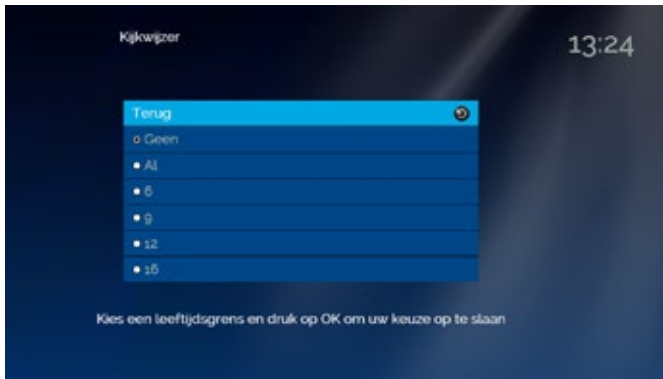 Kijkwijzer
13:24
Terug
Geen
Al
6
9
12
16
Kies een leeftijdsgrens en druk op OK om uw keuze op te slaan